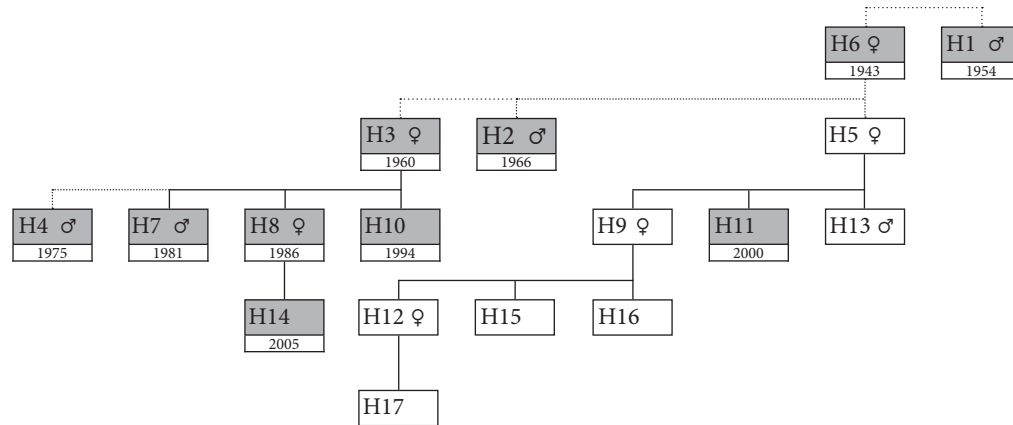 H6 ♀ H1 ♂
1943 1954
H3 ♀ H2 ♂ H5 ♀
1960 1966
H4 ♂ H7 ♂ H8 ♀ H10 H9 ♀ H11 H13 ♂
1975 1981 1986 1994 2000
H14 H12 ♀ H15 H16
2005
H17